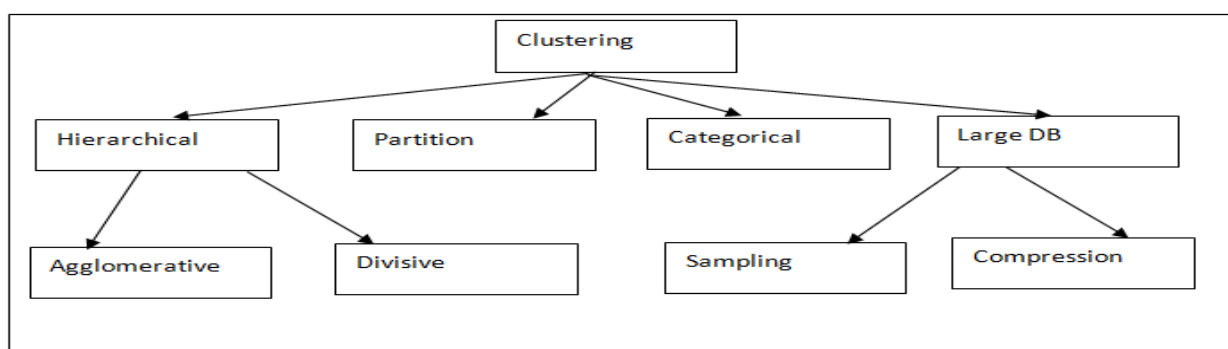 Clustering
Hierarchical
Partition
Categorical
Large DB
Agglomerative
Divisive
Sampling
Compression